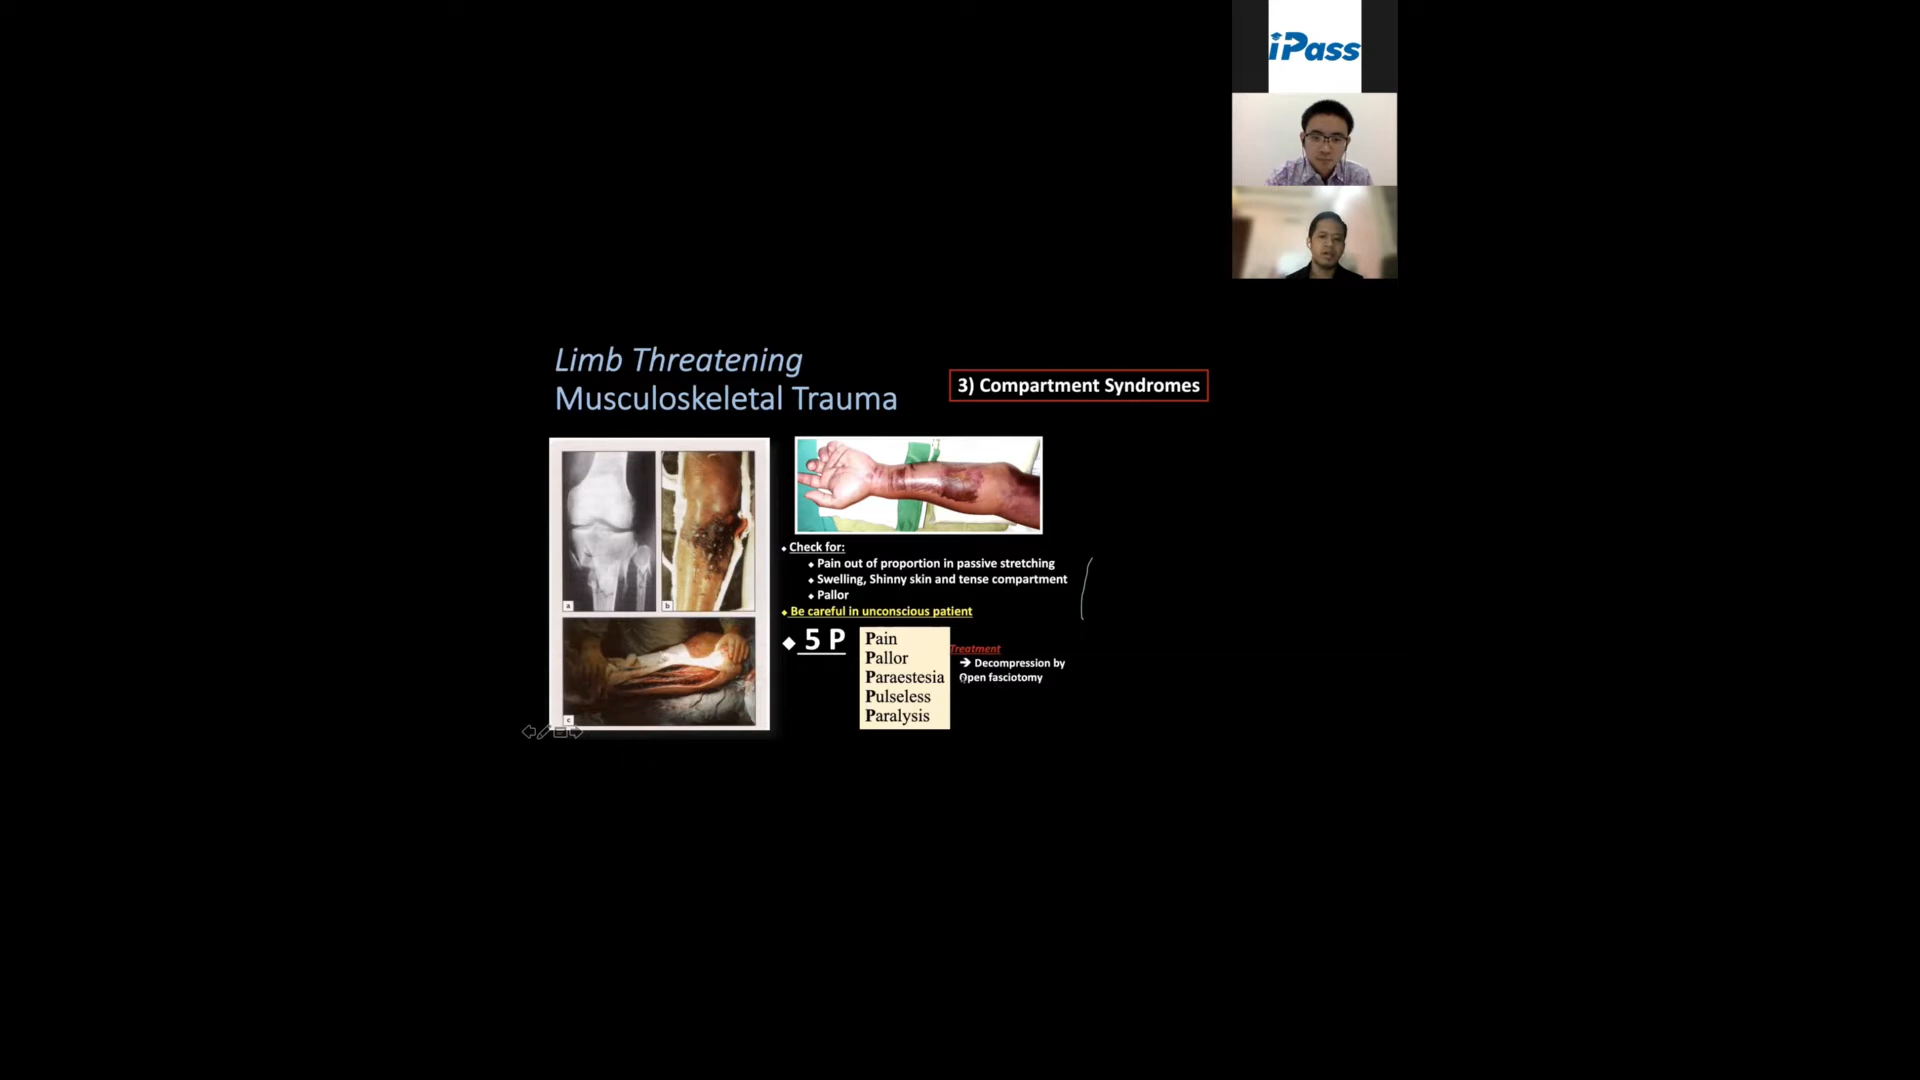 iPass
Limb Threatening
Musculoskeletal Trauma
3) Compartment Syndromes
a
b
c
Check for:
Pain out of proportion in passive stretching
Swelling, Shinny skin and tense compartment
Pallor
Be careful in unconscious patient
5 P
Pain
Pallor
Paraestesia
Pulseless
Paralysis
Treatment
➔ Decompression by
Open fasciotomy